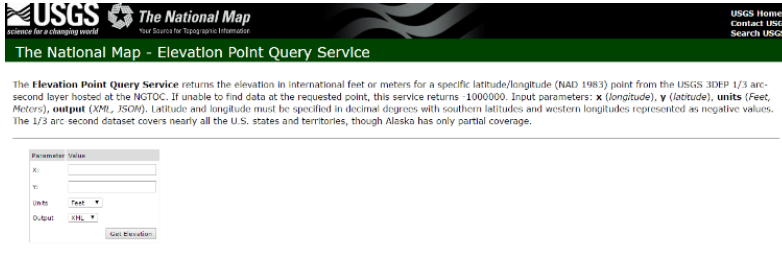 USGS
science for a changing world
The National Map
Your Source for Topographic Information
USGS Home
Contact USG
Search USGS
The National Map - Elevation Point Query Service
The Elevation Point Query Service returns the elevation in international feet or meters for a specific latitude/longitude (NAD 1983) point from the USGS 3DEP 1/3 arc-
second layer hosted at the NGTOC. If unable to find data at the requested point, this service returns -1000000. Input parameters: x (longitude), y (latitude), units (Feet,
Meters), output (XML, JSON). Latitude and longitude must be specified in decimal degrees with southern latitudes and western longitudes represented as negative values.
The 1/3 arc-second dataset covers nearly all the U.S. states and territories, though Alaska has only partial coverage.
Parameter Value
X:
Y:
Units Feet
Output XML
Get Elevation